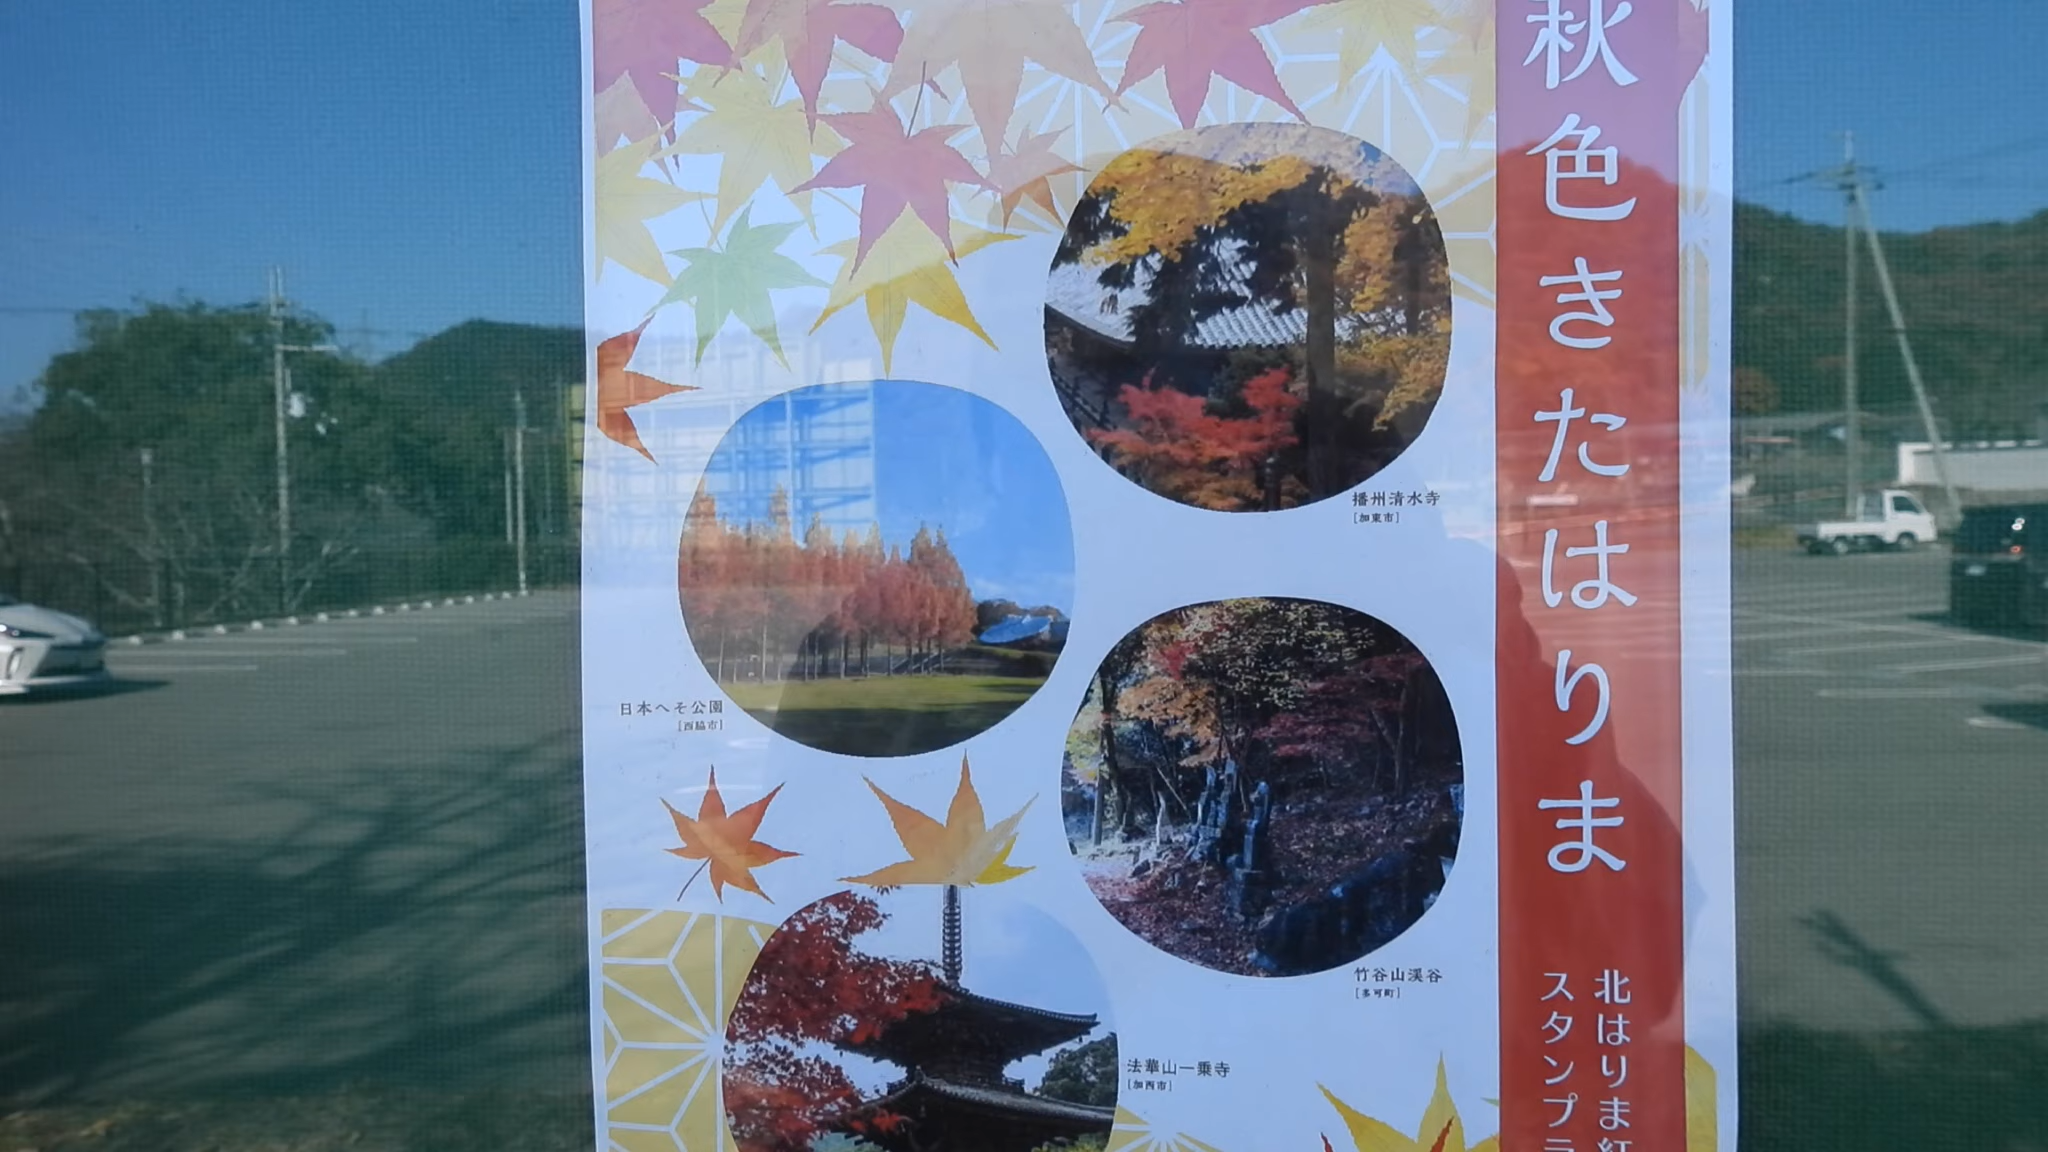 秋色きたはりま
北はりま紅
スタンプラ
播州清水寺
[加東市]
日本へそ公園
[西脇市]
竹谷山渓谷
[多可町]
法華山一乗寺
[加西市]